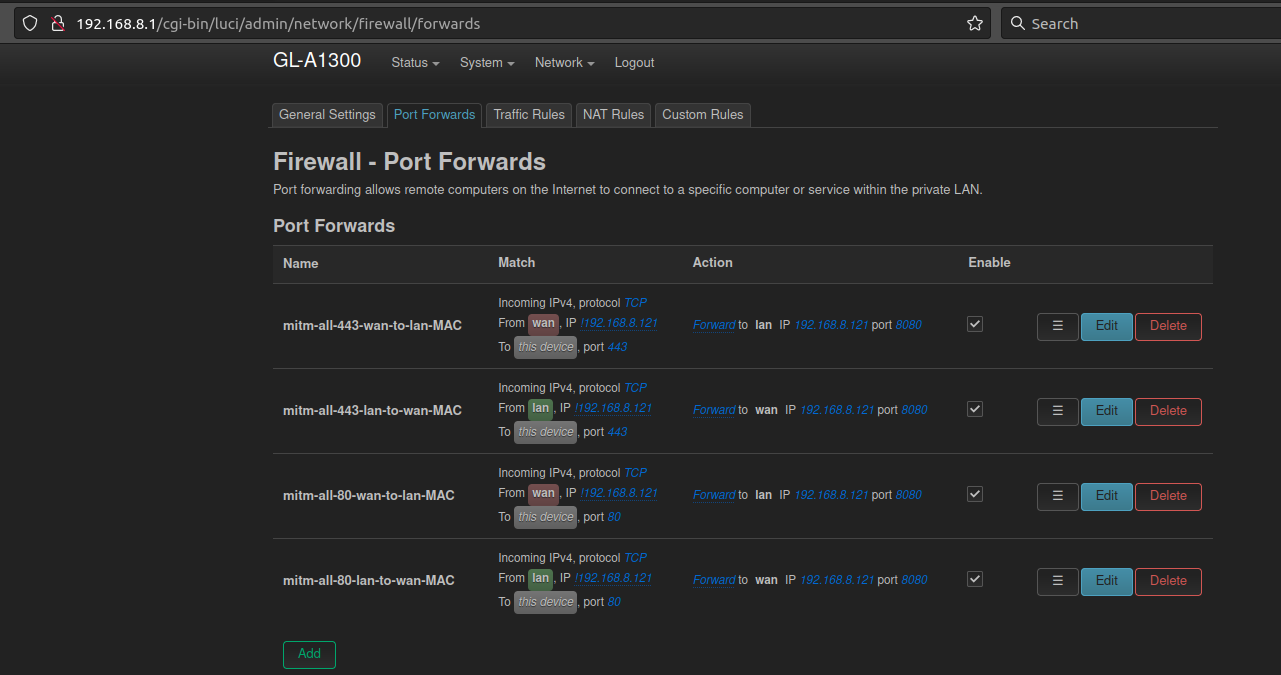 192.168.8.1/cgi-bin/luci/admin/network/firewall/forwards
Search
GL-A1300 Status System Network Logout
General Settings Port Forwards Traffic Rules NAT Rules Custom Rules
Firewall - Port Forwards
Port forwarding allows remote computers on the Internet to connect to a specific computer or service within the private LAN.
Port Forwards
Name Match Action Enable
Incoming IPv4, protocol TCP
mitm-all-443-wan-to-lan-MAC From wan, IP !192.168.8.121 Forward to lan IP 192.168.8.121 port 8080 ☰ Edit Delete
To this device, port 443
Incoming IPv4, protocol TCP
mitm-all-443-lan-to-wan-MAC From lan, IP !192.168.8.121 Forward to wan IP 192.168.8.121 port 8080 ☰ Edit Delete
To this device, port 443
Incoming IPv4, protocol TCP
mitm-all-80-wan-to-lan-MAC From wan, IP !192.168.8.121 Forward to lan IP 192.168.8.121 port 8080 ☰ Edit Delete
To this device, port 80
Incoming IPv4, protocol TCP
mitm-all-80-lan-to-wan-MAC From lan, IP !192.168.8.121 Forward to wan IP 192.168.8.121 port 8080 ☰ Edit Delete
To this device, port 80
Add